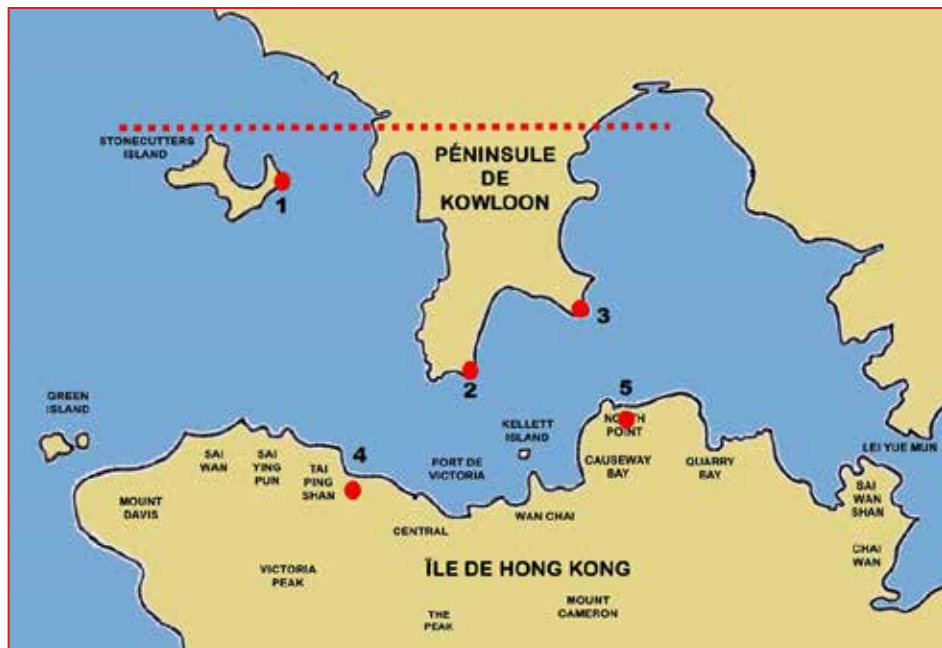 STONECUTTERS
ISLAND
1
PÉNINSULE
DE
KOWLOON
3
2
GREEN
ISLAND
5
NORTH
POINT
KELLETT
ISLAND
4
SAI
WAN
SAI
YING
PUN
TAI
PING
SHAN
PORT DE
VICTORIA
CAUSEWAY
BAY
QUARRY
BAY
LEI YUE MUN
MOUNT
DAVIS
SAI
WAN
SHAN
CENTRAL
WAN CHAI
CHAI
WAN
VICTORIA
PEAK
ÎLE DE HONG KONG
THE
PEAK
MOUNT
CAMERON